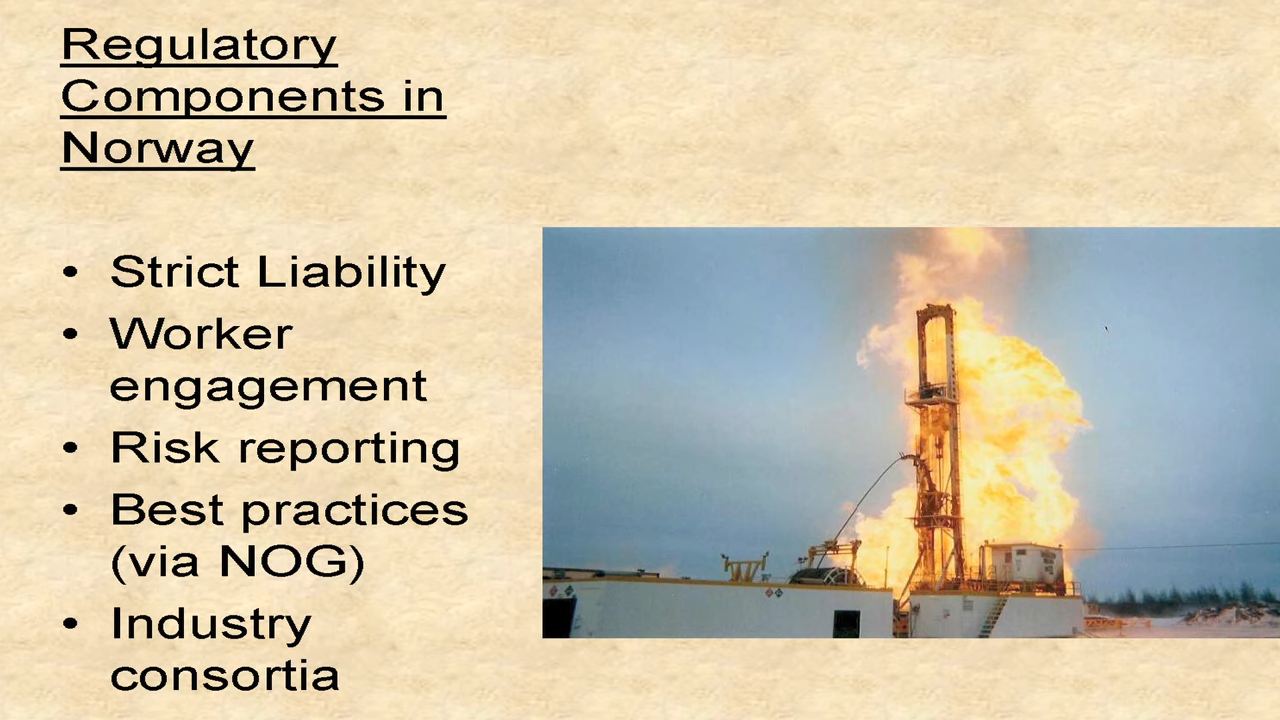 Regulatory
Components in
Norway
• Strict Liability
• Worker
engagement
• Risk reporting
• Best practices
(via NOG)
• Industry
consortia